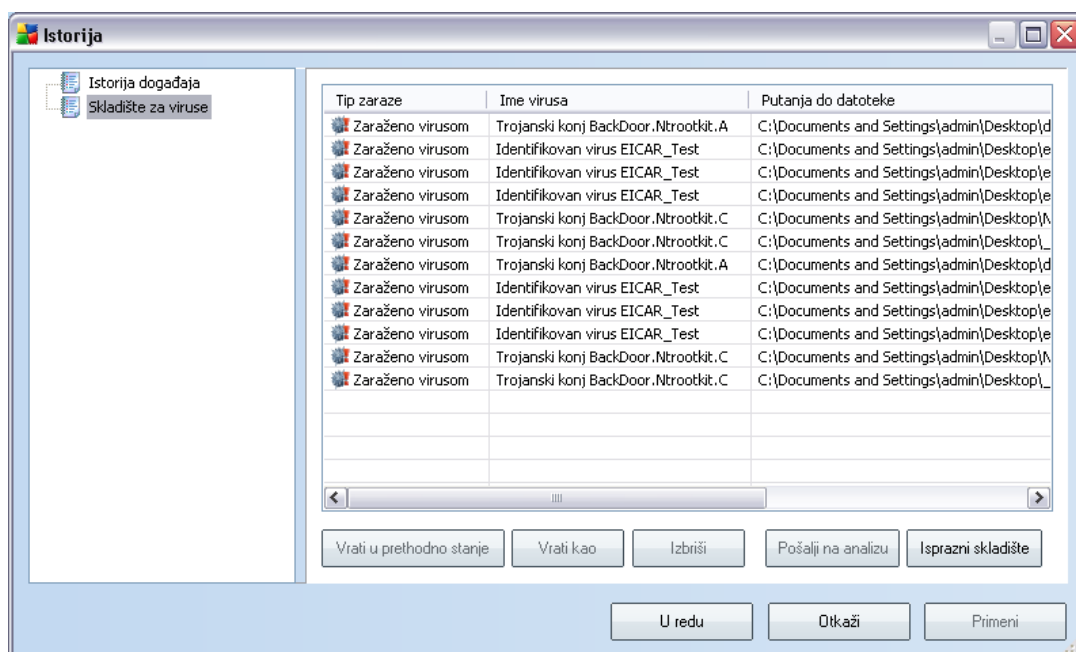 Istorija
Istorija događaja
Skladište za viruse
Tip zaraze Ime virusa Putanja do datoteke
Zaraženo virusom Trojanski konj BackDoor.Ntrootkit.A C:\Documents and Settings\admin\Desktop\d
Zaraženo virusom Identifikovan virus EICAR_Test C:\Documents and Settings\admin\Desktop\e
Zaraženo virusom Identifikovan virus EICAR_Test C:\Documents and Settings\admin\Desktop\e
Zaraženo virusom Identifikovan virus EICAR_Test C:\Documents and Settings\admin\Desktop\e
Zaraženo virusom Trojanski konj BackDoor.Ntrootkit.C C:\Documents and Settings\admin\Desktop\N
Zaraženo virusom Trojanski konj BackDoor.Ntrootkit.C C:\Documents and Settings\admin\Desktop\_
Zaraženo virusom Trojanski konj BackDoor.Ntrootkit.A C:\Documents and Settings\admin\Desktop\d
Zaraženo virusom Identifikovan virus EICAR_Test C:\Documents and Settings\admin\Desktop\e
Zaraženo virusom Identifikovan virus EICAR_Test C:\Documents and Settings\admin\Desktop\e
Zaraženo virusom Identifikovan virus EICAR_Test C:\Documents and Settings\admin\Desktop\e
Zaraženo virusom Trojanski konj BackDoor.Ntrootkit.C C:\Documents and Settings\admin\Desktop\N
Zaraženo virusom Trojanski konj BackDoor.Ntrootkit.C C:\Documents and Settings\admin\Desktop\_
Vrati u prethodno stanje Vrati kao Izbriši Pošalji na analizu Isprazni skladište
U redu Otkaži Primeni